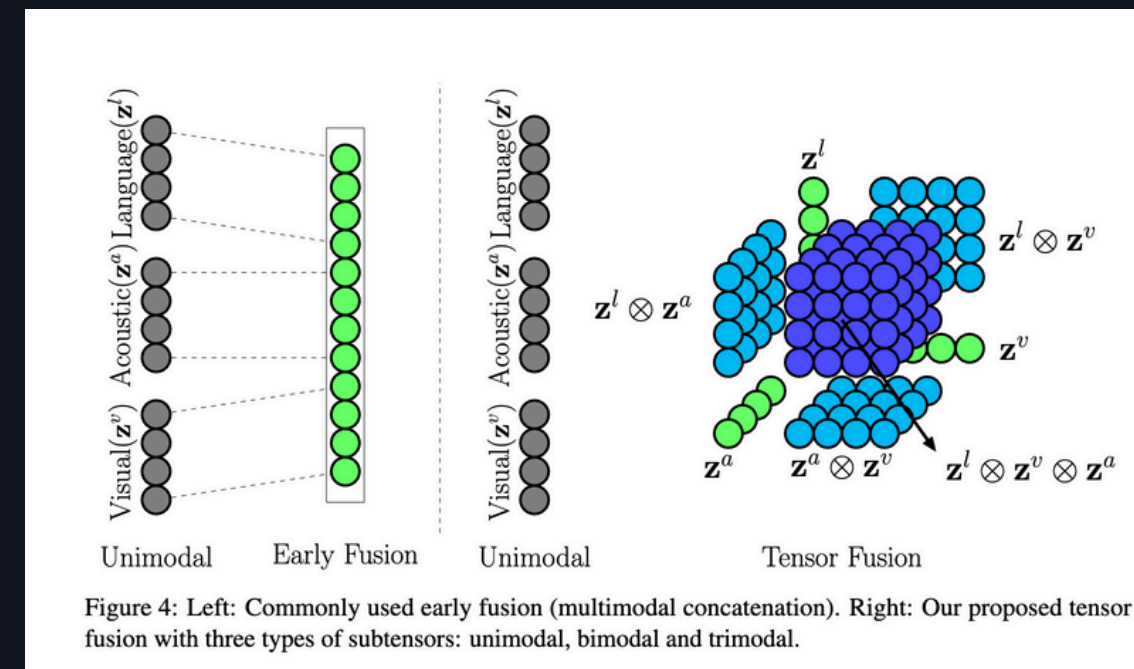 Language(z^l)
Acoustic(z^a)
Visual(z^v)
Unimodal
Early Fusion
Language(z^l)
Acoustic(z^a)
Visual(z^v)
Unimodal
z^l
z^l ⊗ z^v
z^l ⊗ z^a
z^v
z^a
z^a ⊗ z^v
z^l ⊗ z^v ⊗ z^a
Tensor Fusion
Figure 4: Left: Commonly used early fusion (multimodal concatenation). Right: Our proposed tensor
fusion with three types of subtensors: unimodal, bimodal and trimodal.